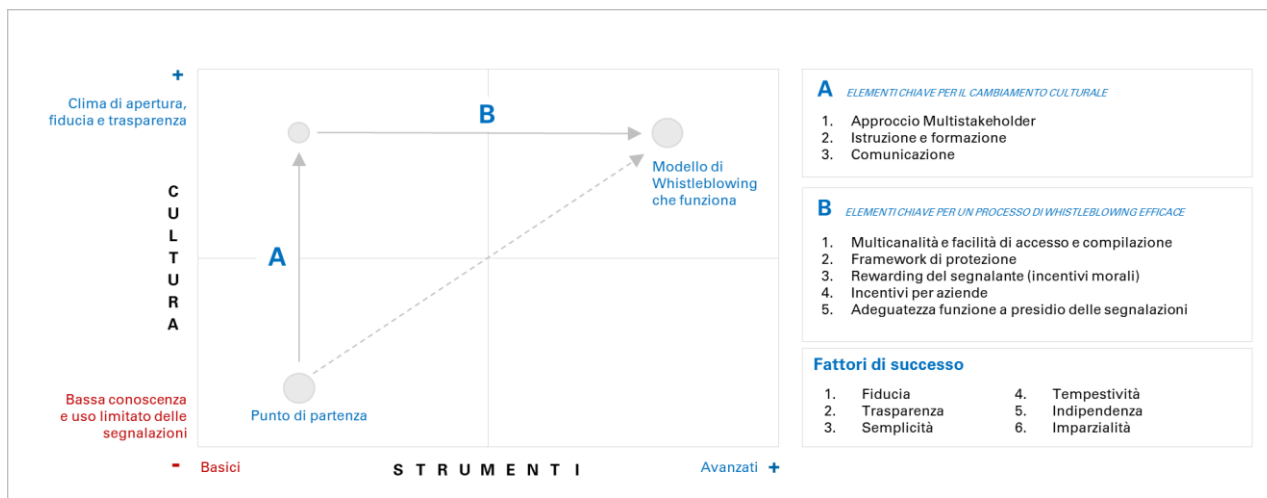 +
Clima di apertura,
fiducia e trasparenza
CULTURA
Bassa conoscenza
e uso limitato delle
segnalazioni
B
A
Modello di
Whistleblowing
che funziona
Punto di partenza
- Basici
STRUMENTI
Avanzati +
A ELEMENTI CHIAVE PER IL CAMBIAMENTO CULTURALE
1. Approccio Multistakeholder
2. Istruzione e formazione
3. Comunicazione
B ELEMENTI CHIAVE PER UN PROCESSO DI WHISTLEBLOWING EFFICACE
1. Multicanalità e facilità di accesso e compilazione
2. Framework di protezione
3. Rewarding del segnalante (incentivi morali)
4. Incentivi per aziende
5. Adeguatezza funzione a presidio delle segnalazioni
Fattori di successo
1. Fiducia
2. Trasparenza
3. Semplicità
4. Tempestività
5. Indipendenza
6. Imparzialità